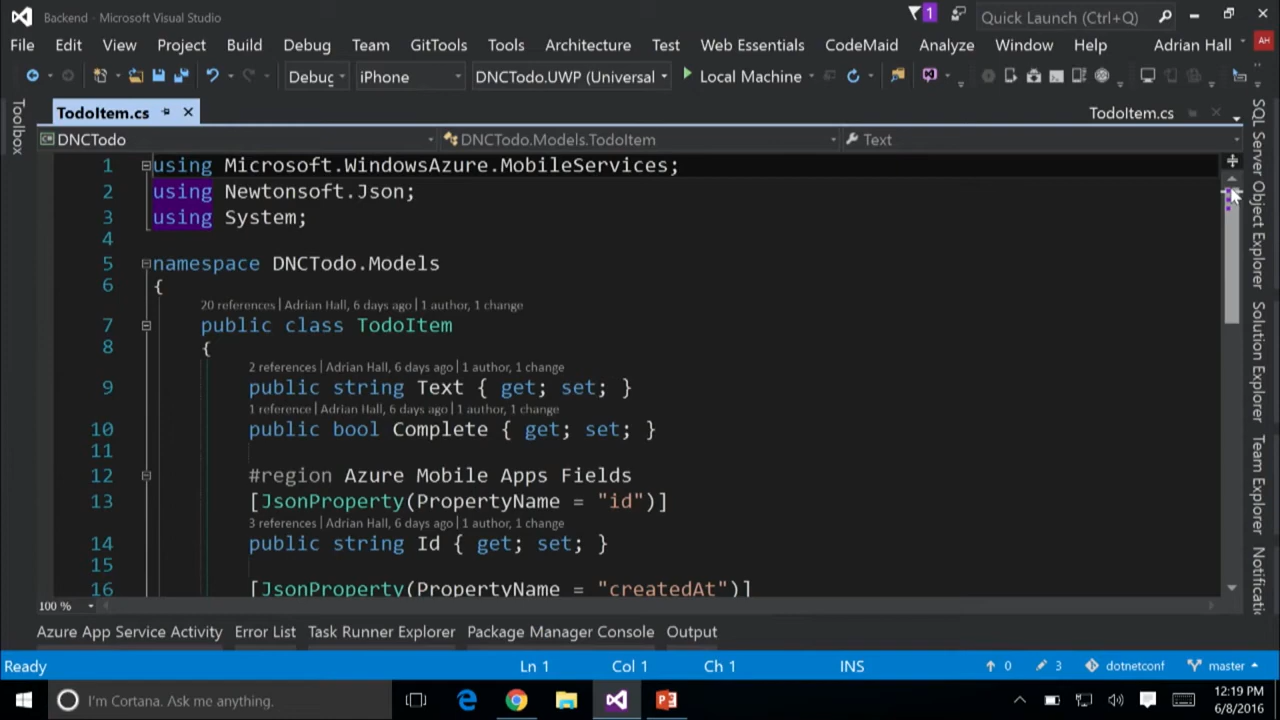 Backend - Microsoft Visual Studio
1
Quick Launch (Ctrl+Q)
File Edit View Project Build Debug Team GitTools Tools Architecture Test Web Essentials CodeMaid Analyze Window Help Adrian Hall AH
Debug iPhone DNCTodo.UWP (Universal Local Machine
Toolbox
TodoItem.cs
TodoItem.cs
DNCTodo DNCTodo.Models.TodoItem Text
1 using Microsoft.WindowsAzure.MobileServices;
2 using Newtonsoft.Json;
3 using System;
4
5 namespace DNCTodo.Models
6 {
20 references | Adrian Hall, 6 days ago | 1 author, 1 change
7 public class TodoItem
8 {
2 references | Adrian Hall, 6 days ago | 1 author, 1 change
9 public string Text { get; set; }
1 reference | Adrian Hall, 6 days ago | 1 author, 1 change
10 public bool Complete { get; set; }
11
12 #region Azure Mobile Apps Fields
13 [JsonProperty(PropertyName = "id")]
3 references | Adrian Hall, 6 days ago | 1 author, 1 change
14 public string Id { get; set; }
15
16 [JsonProperty(PropertyName = "createdAt")]
SQL Server Object Explorer
Solution Explorer
Team Explorer
Notificatio
100 %
Azure App Service Activity Error List Task Runner Explorer Package Manager Console Output
Ready Ln 1 Col 1 Ch 1 INS 0 3 dotnetconf master
I'm Cortana. Ask me anything.
12:19 PM
6/8/2016